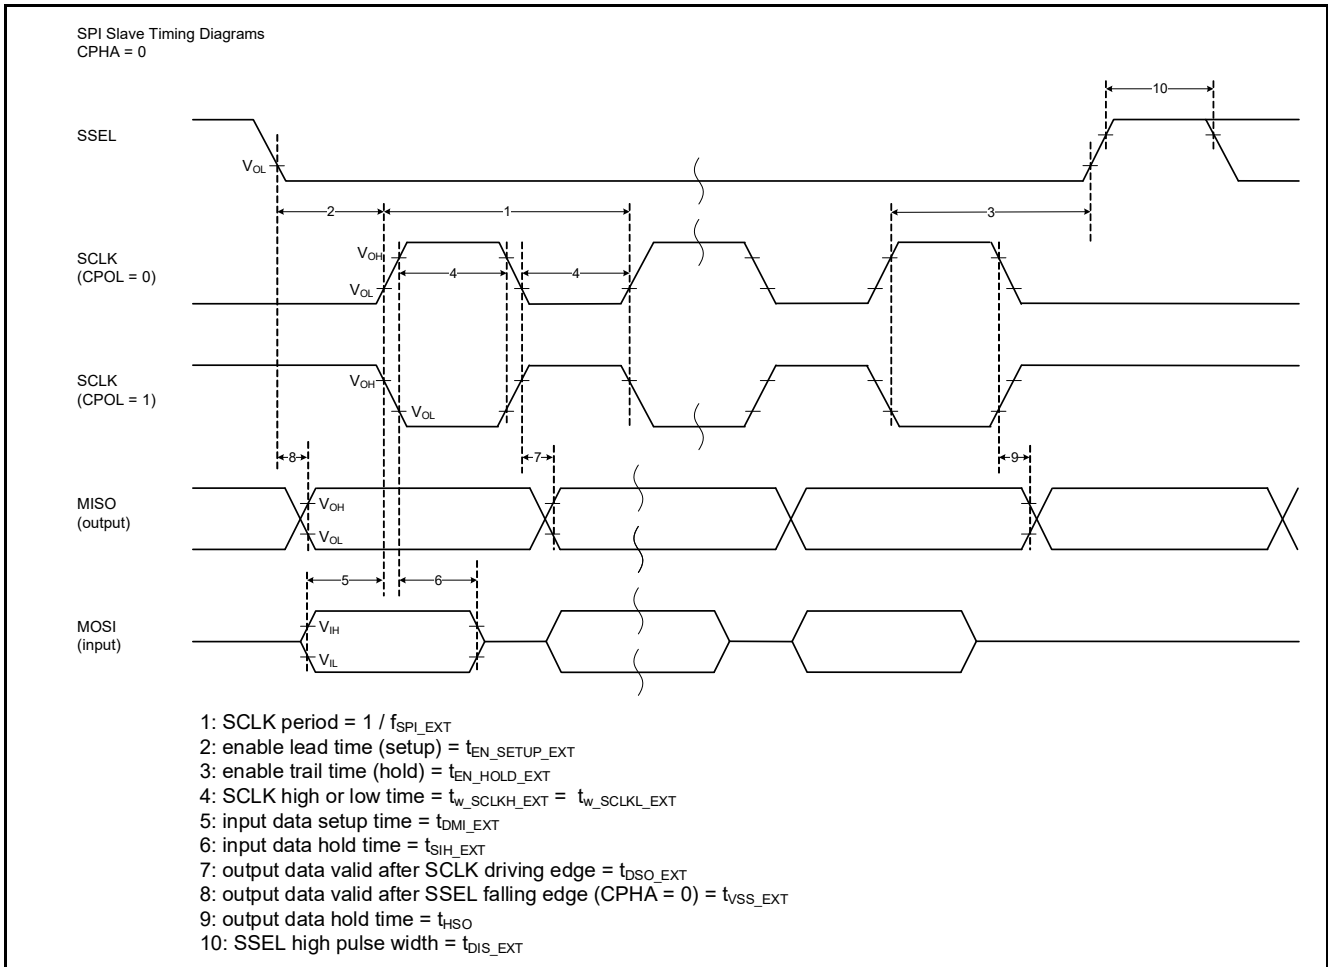 SPI Slave Timing Diagrams
CPHA = 0
10
SSEL
VOL
2
1
3
SCLK
(CPOL = 0)
VOH
4
4
VOL
SCLK
(CPOL = 1)
VOH
VOL
8
7
9
MISO
(output)
VOH
VOL
5
6
MOSI
(input)
VIH
VIL
1: SCLK period = 1 / fSPI_EXT
2: enable lead time (setup) = tEN_SETUP_EXT
3: enable trail time (hold) = tEN_HOLD_EXT
4: SCLK high or low time = tw_SCLKH_EXT = tw_SCLKL_EXT
5: input data setup time = tDMI_EXT
6: input data hold time = tSIH_EXT
7: output data valid after SCLK driving edge = tDSO_EXT
8: output data valid after SSEL falling edge (CPHA = 0) = tVSS_EXT
9: output data hold time = tHSO
10: SSEL high pulse width = tDIS_EXT